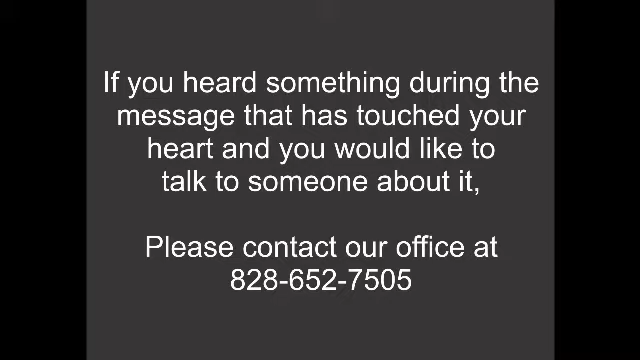 If you heard something during the
message that has touched your
heart and you would like to
talk to someone about it,
Please contact our office at
828-652-7505